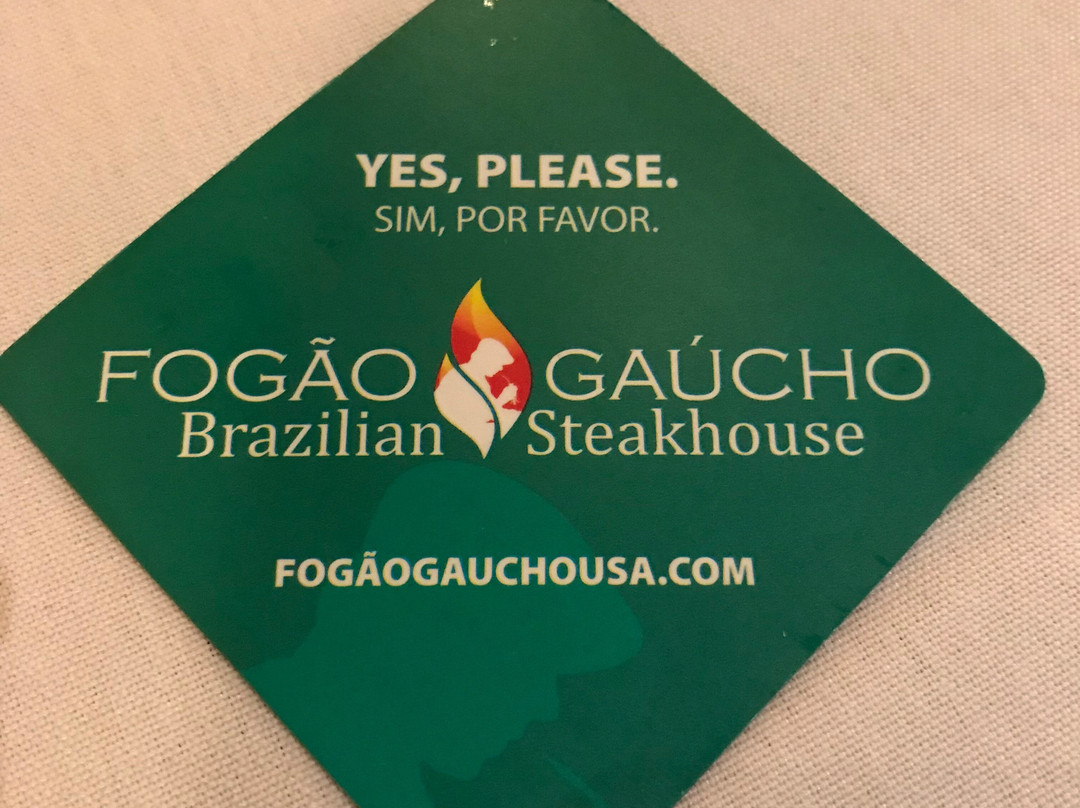 YES, PLEASE.
SIM, POR FAVOR.
FOGÃO GAÚCHO
Brazilian Steakhouse
FOGÃOGAUCHOUSA.COM